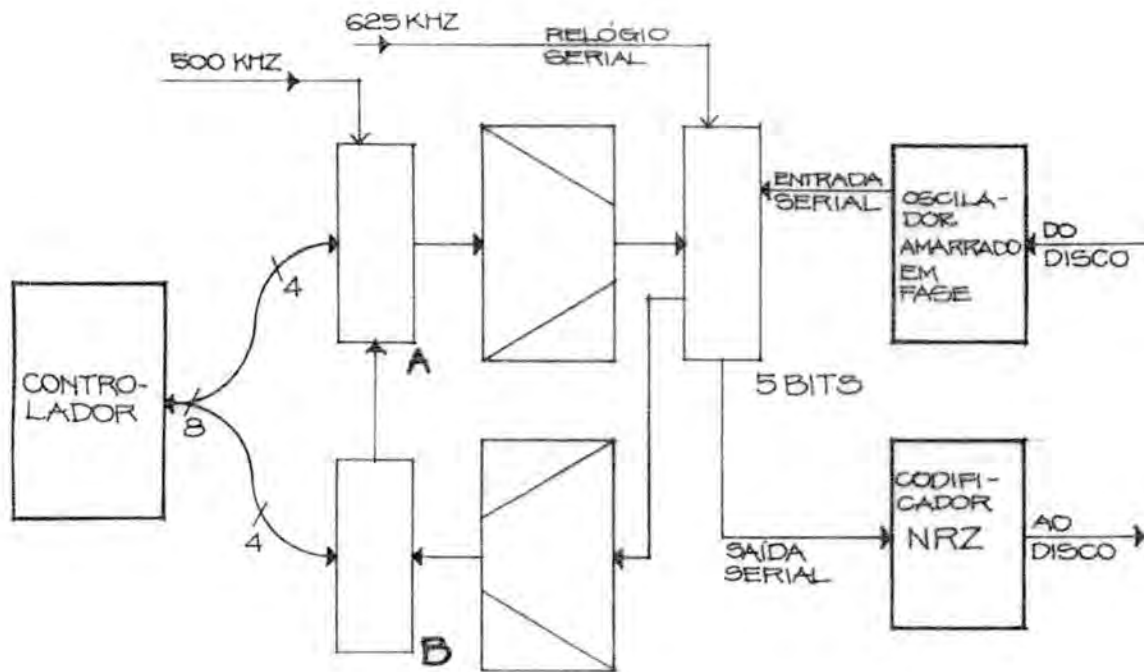 625 KHZ
RELÓGIO
SERIAL
500 KHZ
ENTRADA
SERIAL
OSCILA-
DOR
AMARRADO
EM
FASE
DO
DISCO
4
A
5 BITS
CONTRO-
LADOR
8
4
B
SAÍDA
SERIAL
CODIFI-
CADOR
NRZ
AO
DISCO